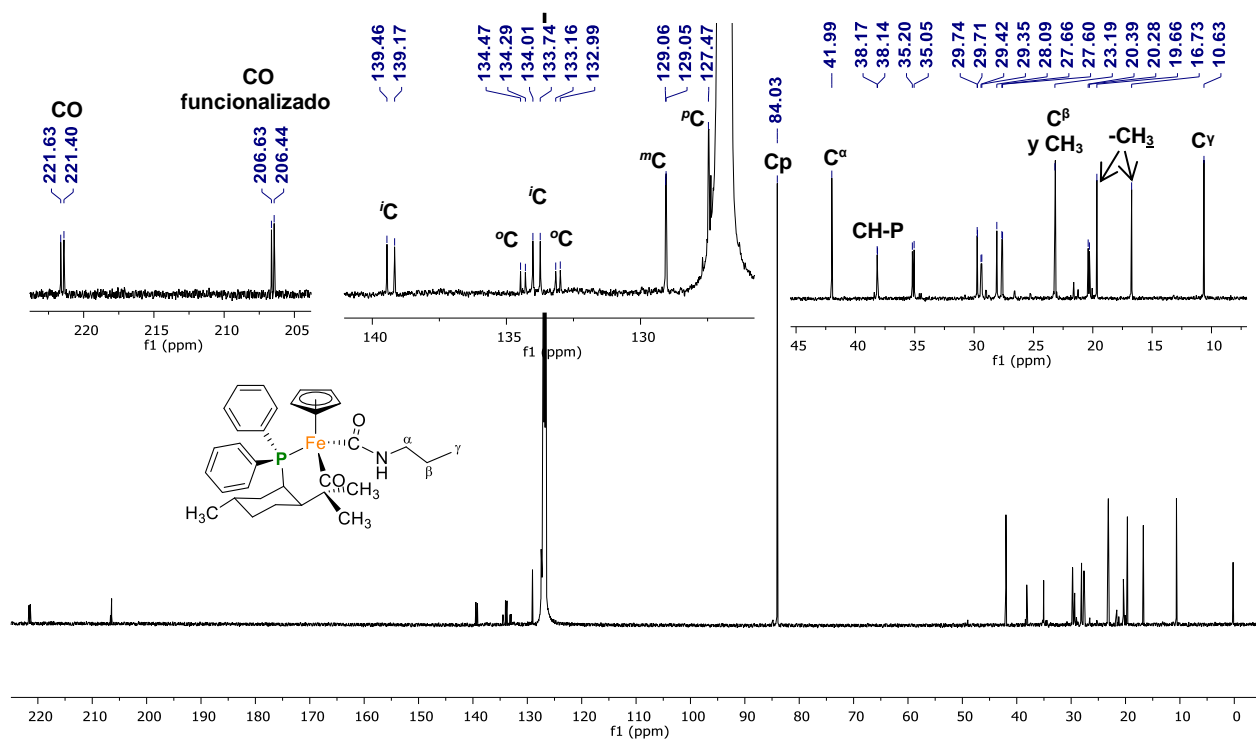 221.63
221.40
206.63
206.44
139.46
139.17
134.47
134.29
134.01
133.74
133.16
132.99
129.06
129.05
127.47
84.03
41.99
38.17
38.14
35.20
35.05
29.74
29.71
29.42
29.35
28.09
27.66
27.60
23.19
20.39
20.28
19.66
16.73
10.63
CO
CO
funcionalizado
ⁱC
ᵒC
ⁱC
ᵒC
ᵐC
ᵖC
Cp
Cᵅ
CH-P
Cᵝ
y CH₃
-CH₃
Cᵞ
220 215 210 205
f1 (ppm)
139 134 129
f1 (ppm)
45 40 35 30 25 20 15 10
f1 (ppm)
Fe
P
C
O
N
H
α
β
γ
CO
CH₃
CH₃
H₃C
220 210 200 190 180 170 160 150 140 130 120 110 100 90 80 70 60 50 40 30 20 10 0
f1 (ppm)